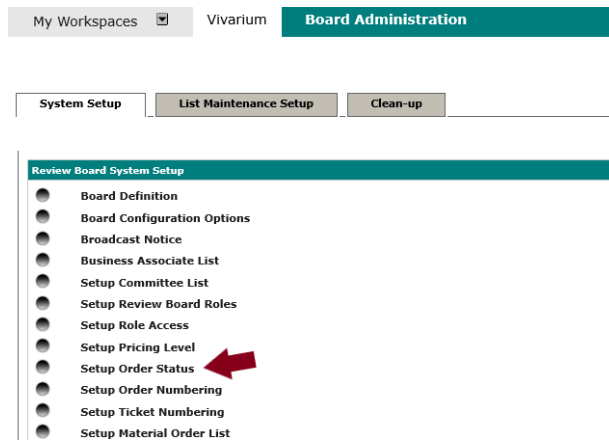 My Workspaces Vivarium Board Administration
System Setup List Maintenance Setup Clean-up
Review Board System Setup
Board Definition
Board Configuration Options
Broadcast Notice
Business Associate List
Setup Committee List
Setup Review Board Roles
Setup Role Access
Setup Pricing Level
Setup Order Status
Setup Order Numbering
Setup Ticket Numbering
Setup Material Order List